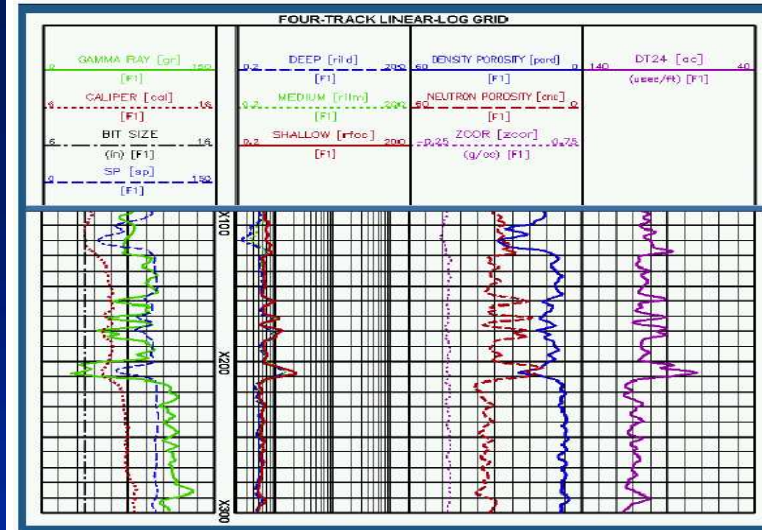 FOUR-TRACK LINEAR-LOG GRID
0 GAMMA RAY [gr] 150
[F1]
6 CALIPER [cal] 16
[F1]
6 BIT SIZE 16
(in) [F1]
0 SP [sp] 150
[F1]
0.2 DEEP [rild] 200
[F1]
0.2 MEDIUM [rilm] 200
[F1]
0.2 SHALLOW [rfoc] 200
[F1]
60 DENSITY POROSITY [pord] 0
[F1]
60 NEUTRON POROSITY [cnc] 0
[F1]
-0.25 ZCOR [zcor] 0.75
(g/cc) [F1]
140 DT24 [ac] 40
(usec/ft) [F1]
X100
X200
X300